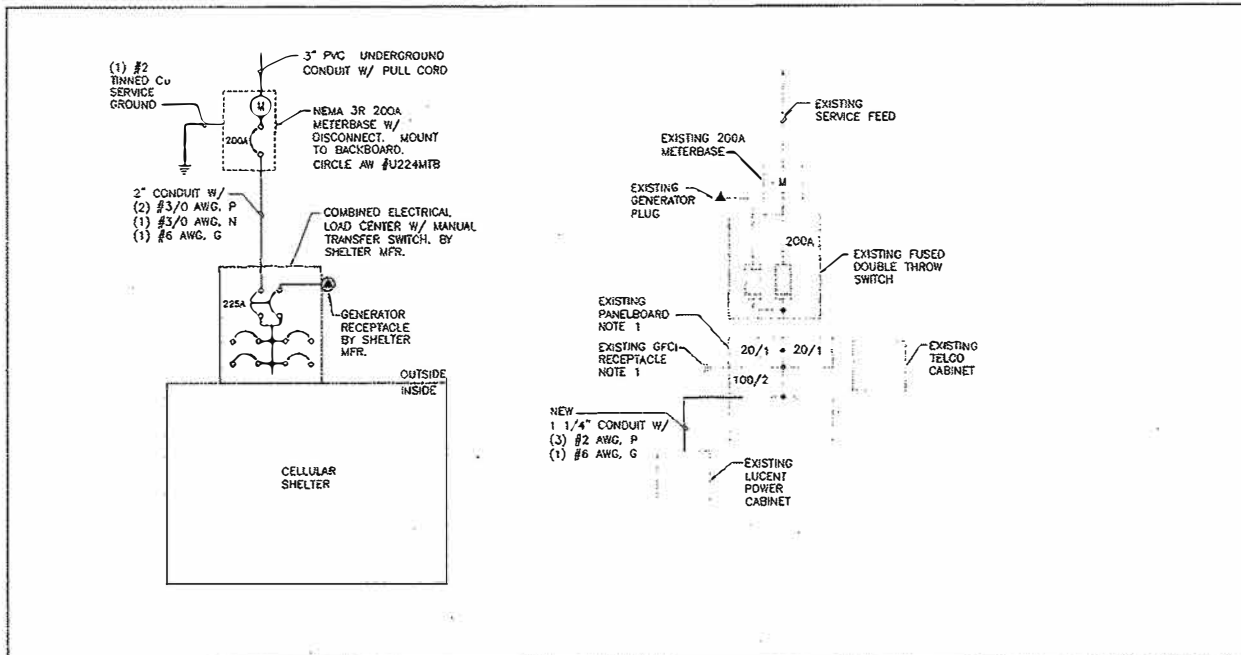 3" PVC UNDERGROUND
CONDUIT W/ PULL CORD
(1) #2
TINNED Cu
SERVICE
GROUND
M
200A
NEMA 3R 200A
METERBASE W/
DISCONNECT. MOUNT
TO BACKBOARD.
CIRCLE AW #U224MTB
2" CONDUIT W/
(2) #3/0 AWG, P
(1) #3/0 AWG, N
(1) #6 AWG, G
COMBINED ELECTRICAL
LOAD CENTER W/ MANUAL
TRANSFER SWITCH. BY
SHELTER MFR.
225A
GENERATOR
RECEPTACLE
BY SHELTER
MFR.
OUTSIDE
INSIDE
CELLULAR
SHELTER
EXISTING
SERVICE FEED
EXISTING 200A
METERBASE
M
EXISTING
GENERATOR
PLUG
200A
EXISTING FUSED
DOUBLE THROW
SWITCH
EXISTING
PANELBOARD
NOTE 1
EXISTING GFCI
RECEPTACLE
NOTE 1
20/1
20/1
100/2
EXISTING
TELCO
CABINET
NEW
1 1/4" CONDUIT W/
(3) #2 AWG, P
(1) #6 AWG, G
EXISTING
LUCENT
POWER
CABINET